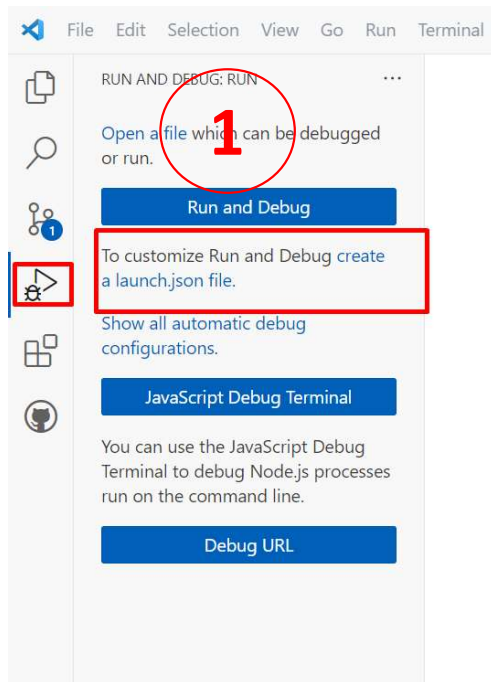 File Edit Selection View Go Run Terminal
RUN AND DEBUG: RUN ...
1
Open a file which can be debugged
or run.
Run and Debug
1
To customize Run and Debug create
a launch.json file.
Show all automatic debug
configurations.
JavaScript Debug Terminal
You can use the JavaScript Debug
Terminal to debug Node.js processes
run on the command line.
Debug URL